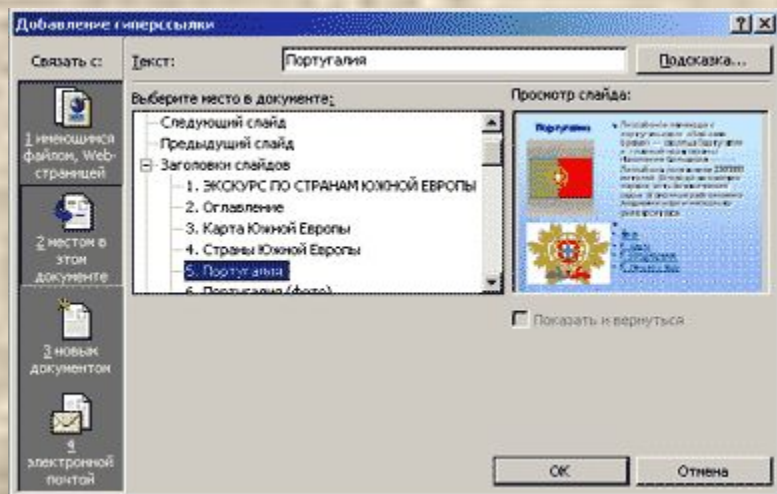 Добавление гиперссылки
Связать с:
Текст:
Португалия
Подсказка...
1 имеющимся
файлом, Web-
страницей
2 местом в
этом
документе
3 новым
документом
4
электронной
почтой
Выберите место в документе:
Следующий слайд
Предыдущий слайд
Заголовки слайдов
1. ЭКСКУРС ПО СТРАНАМ ЮЖНОЙ ЕВРОПЫ
2. Оглавление
3. Карта Южной Европы
4. Страны Южной Европы
5. Португалия
6. Португалия (фото)
Просмотр слайда:
Португалия
Показать и вернуться
ОК
Отмена